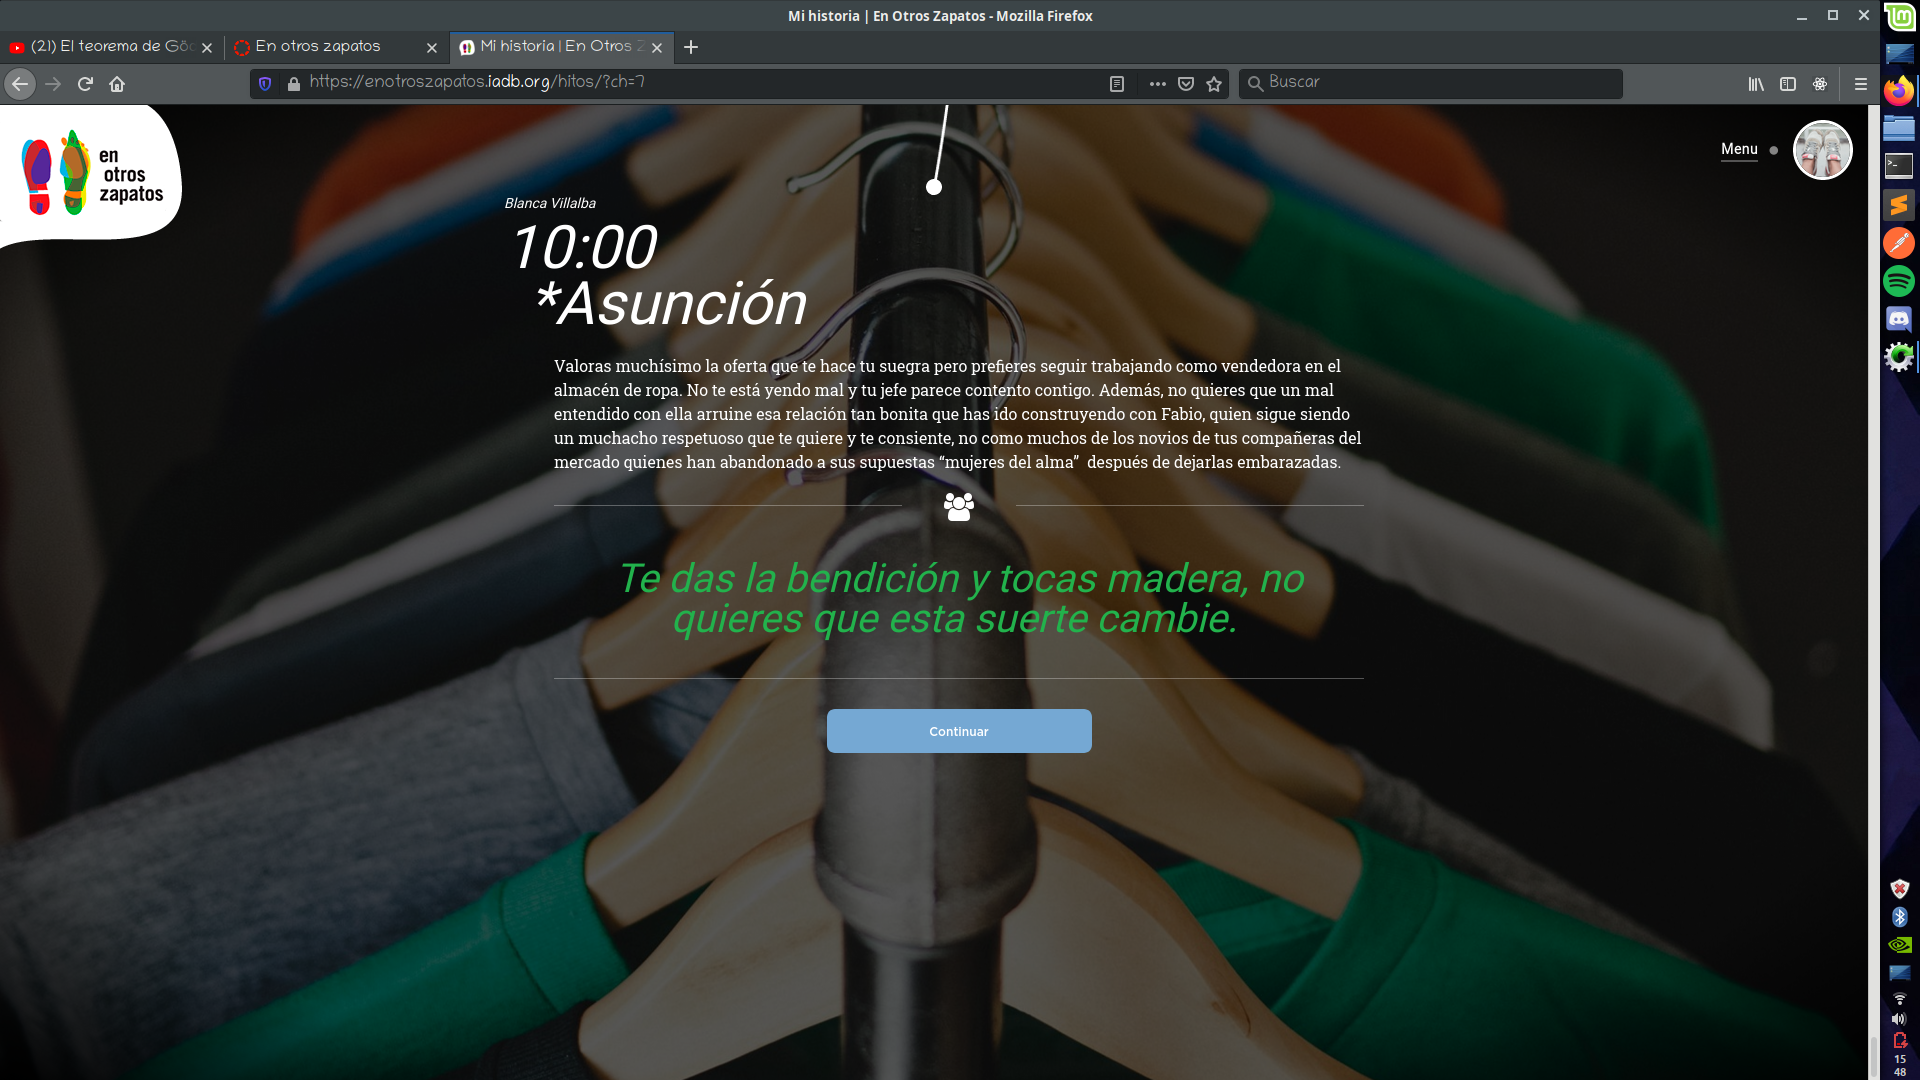 Mi historia | En Otros Zapatos - Mozilla Firefox
(21) El teorema de Göd
En otros zapatos
Mi historia | En Otros Z
https://enotroszapatos.iadb.org/hitos/?ch=7
Buscar
en
otros
zapatos
Menu
Blanca Villalba
10:00
*Asunción
Valoras muchísimo la oferta que te hace tu suegra pero prefieres seguir trabajando como vendedora en el
almacén de ropa. No te está yendo mal y tu jefe parece contento contigo. Además, no quieres que un mal
entendido con ella arruine esa relación tan bonita que has ido construyendo con Fabio, quien sigue siendo
un muchacho respetuoso que te quiere y te consiente, no como muchos de los novios de tus compañeras del
mercado quienes han abandonado a sus supuestas “mujeres del alma”  después de dejarlas embarazadas.
Te das la bendición y tocas madera, no
quieres que esta suerte cambie.
Continuar
15
48